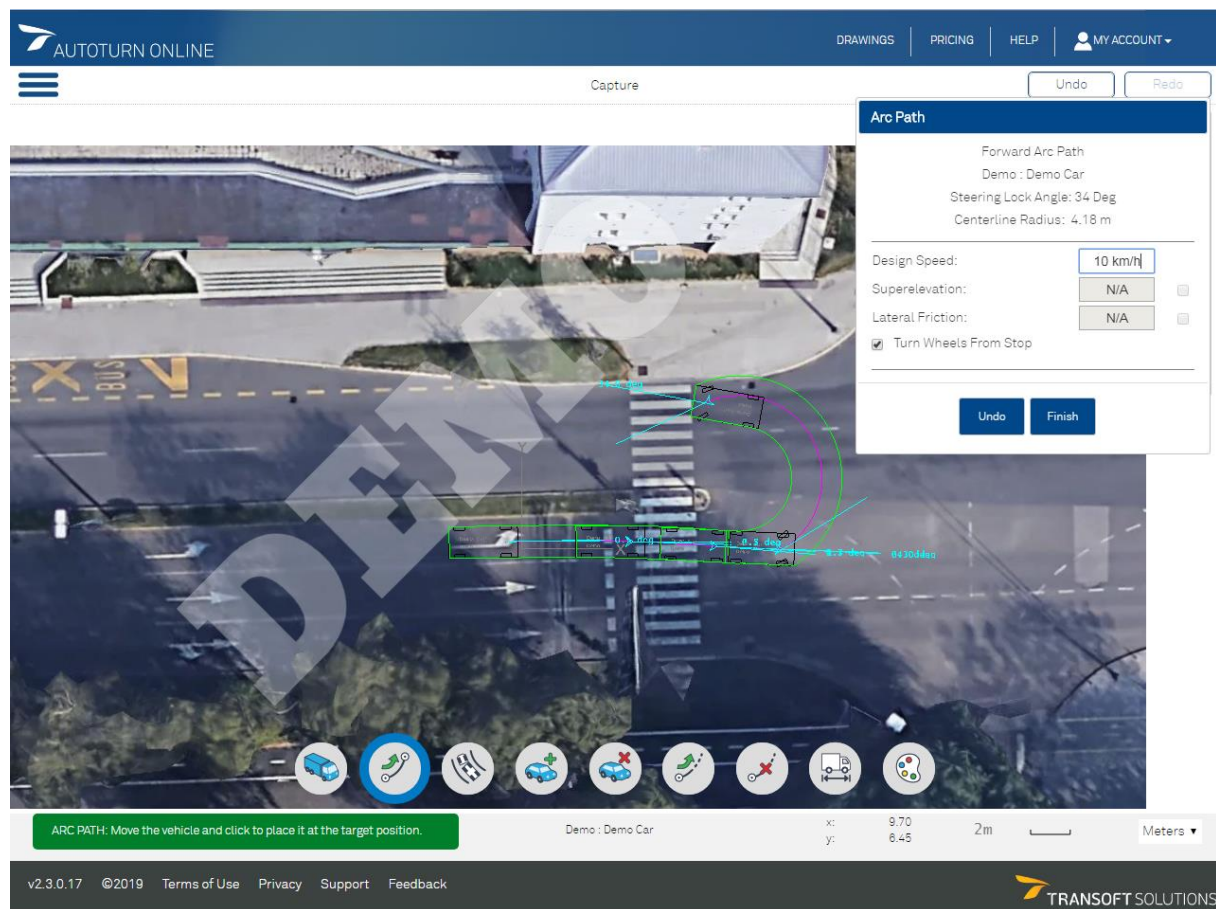 AUTOTURN ONLINE
DRAWINGS
PRICING
HELP
MY ACCOUNT
Capture
Undo
Redo
Arc Path
Forward Arc Path
Demo : Demo Car
Steering Lock Angle: 34 Deg
Centerline Radius: 4.18 m
Design Speed: 10 km/h
Superelevation: N/A
Lateral Friction: N/A
Turn Wheels From Stop
Undo Finish
BUS
DEMO
Y
X
0.5 deg
ARC PATH: Move the vehicle and click to place it at the target position.
Demo : Demo Car
x: 9.70
y: 6.45
2m
Meters
v2.3.0.17 ©2019 Terms of Use Privacy Support Feedback
TRANSOFT SOLUTIONS